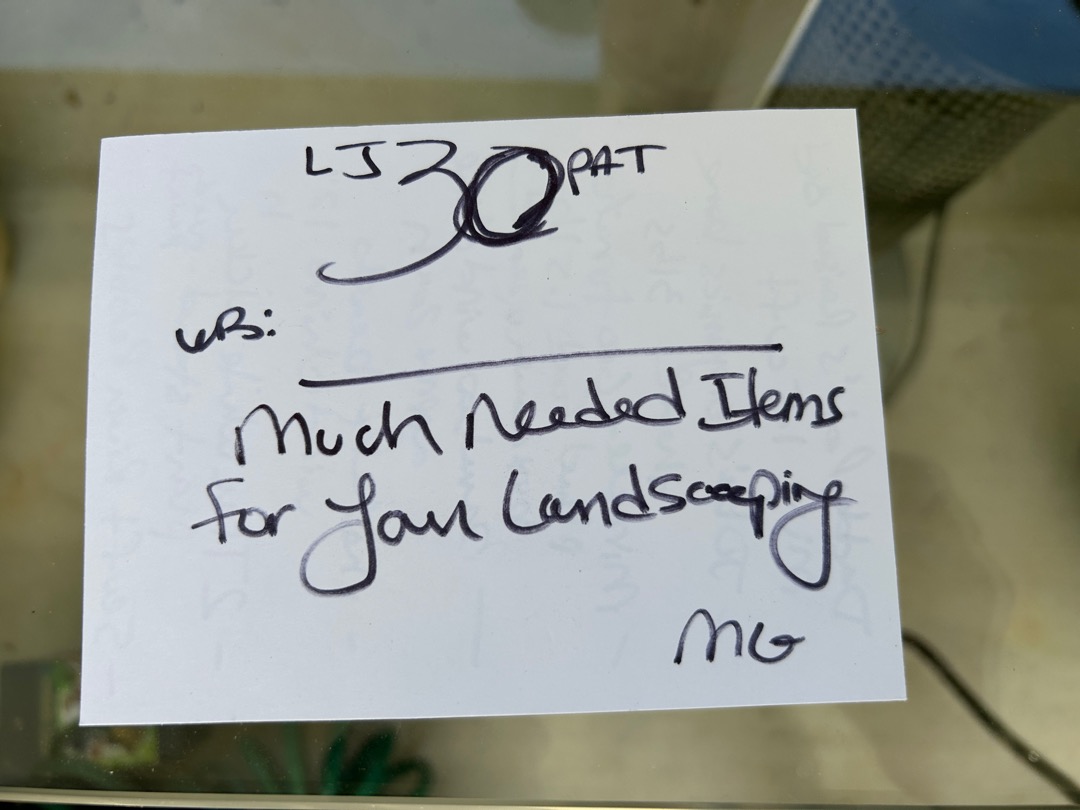 LJ 30 PAT
WB:
Much Needed Items
For Your Landscaping
MG